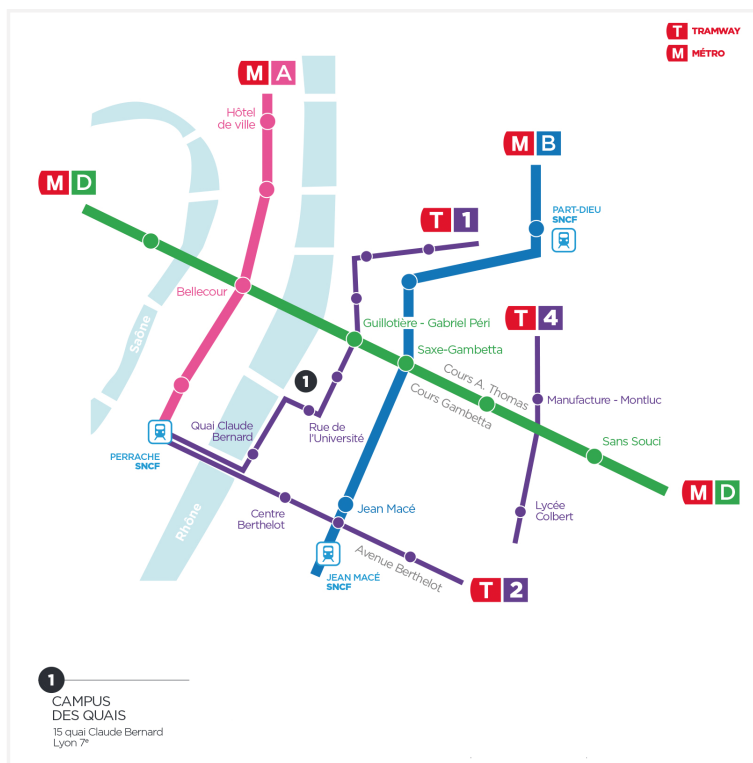 T TRAMWAY
M MÉTRO
M A
Hôtel
de ville
M B
M D
PART-DIEU
SNCF
T 1
Bellecour
Saône
Guillotière - Gabriel Péri
T 4
Saxe-Gambetta
Cours A. Thomas
Cours Gambetta
Manufacture - Montluc
1
Quai Claude
Bernard
Rue de
l'Université
Sans Souci
PERRACHE
SNCF
M D
Rhône
Centre
Berthelot
Jean Macé
Lycée
Colbert
Avenue Berthelot
JEAN MACÉ
SNCF
T 2
1
CAMPUS
DES QUAIS
15 quai Claude Bernard
Lyon 7e